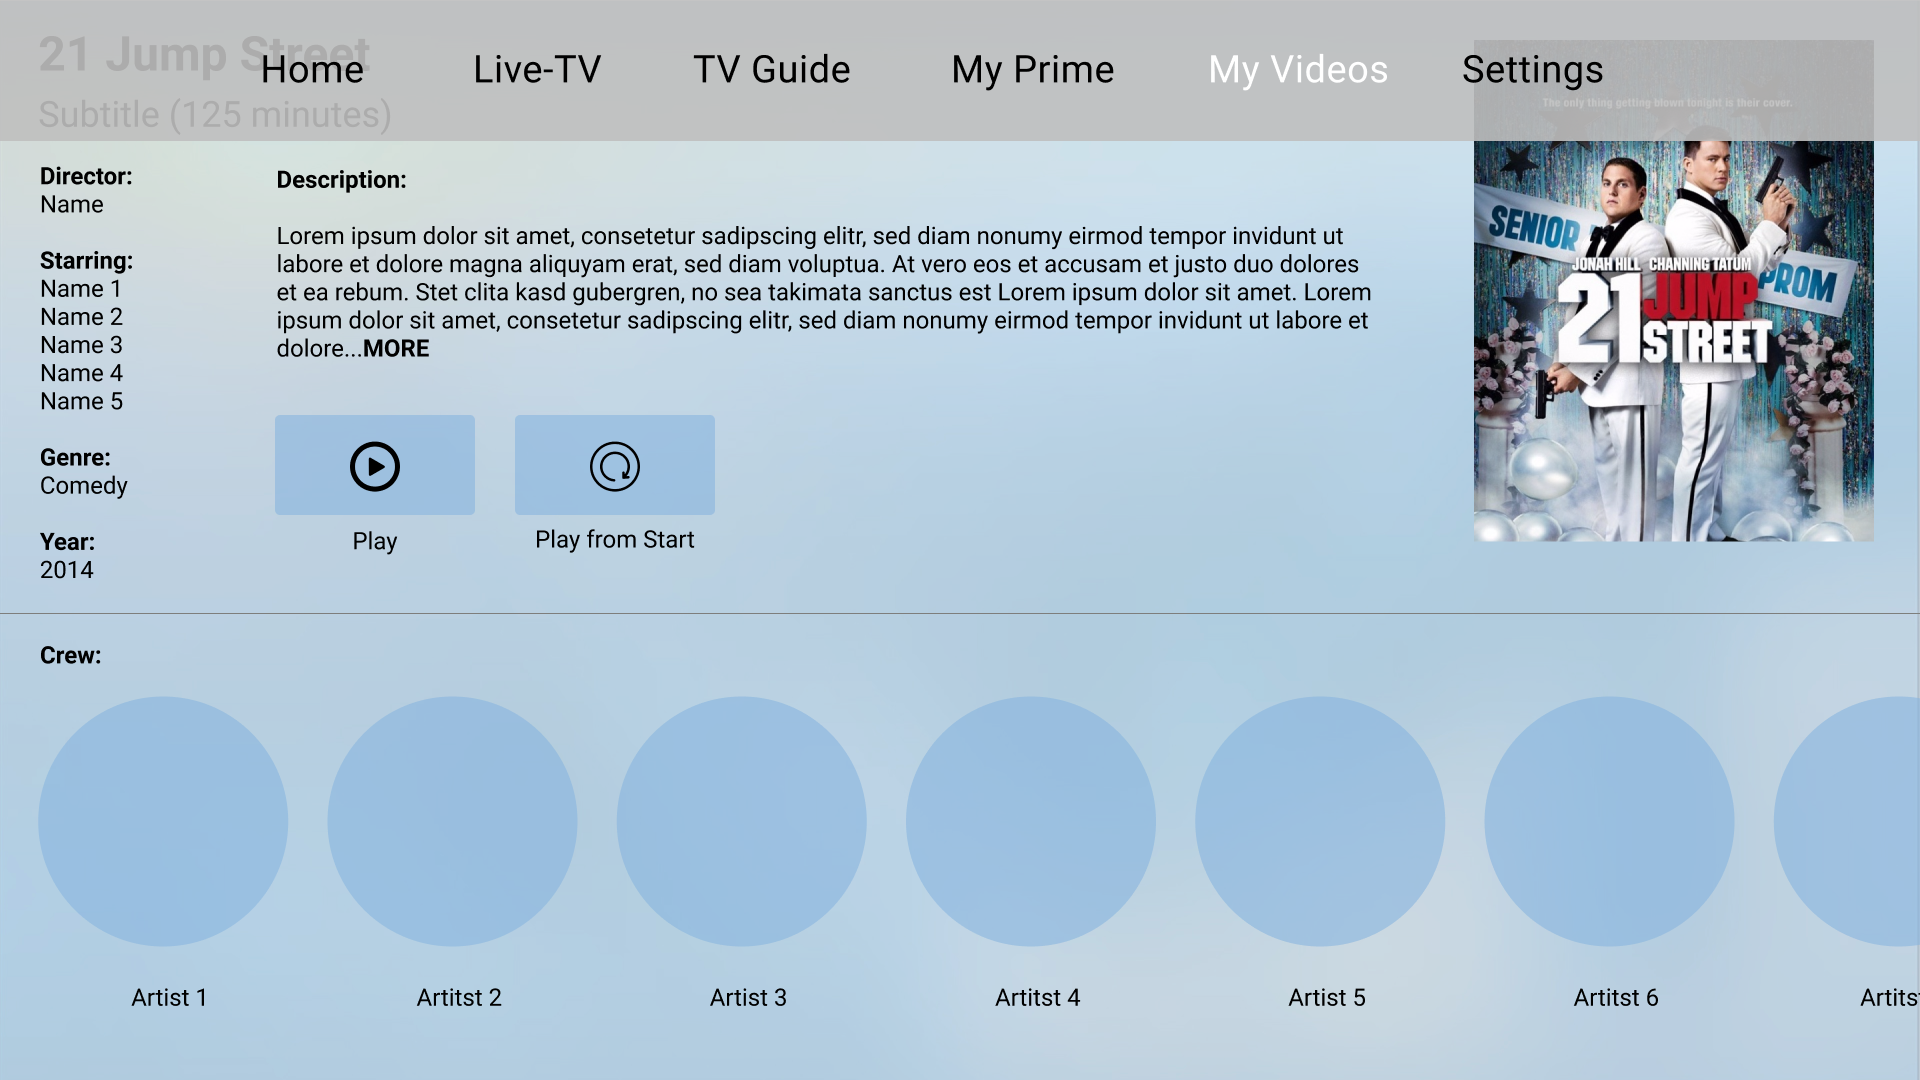 21 Jump Street
Subtitle (125 minutes)
Home Live-TV TV Guide My Prime My Videos Settings
Director:
Name
Starring:
Name 1
Name 2
Name 3
Name 4
Name 5
Genre:
Comedy
Year:
2014
Description:
Lorem ipsum dolor sit amet, consetetur sadipscing elitr, sed diam nonumy eirmod tempor invidunt ut
labore et dolore magna aliquyam erat, sed diam voluptua. At vero eos et accusam et justo duo dolores
et ea rebum. Stet clita kasd gubergren, no sea takimata sanctus est Lorem ipsum dolor sit amet. Lorem
ipsum dolor sit amet, consetetur sadipscing elitr, sed diam nonumy eirmod tempor invidunt ut labore et
dolore...MORE
Play
Play from Start
The only thing getting blown tonight is their cover.
SENIOR PROM
JONAH HILL CHANNING TATUM
21 JUMP
STREET
Crew:
Artist 1
Artitst 2
Artist 3
Artitst 4
Artist 5
Artitst 6
Artits